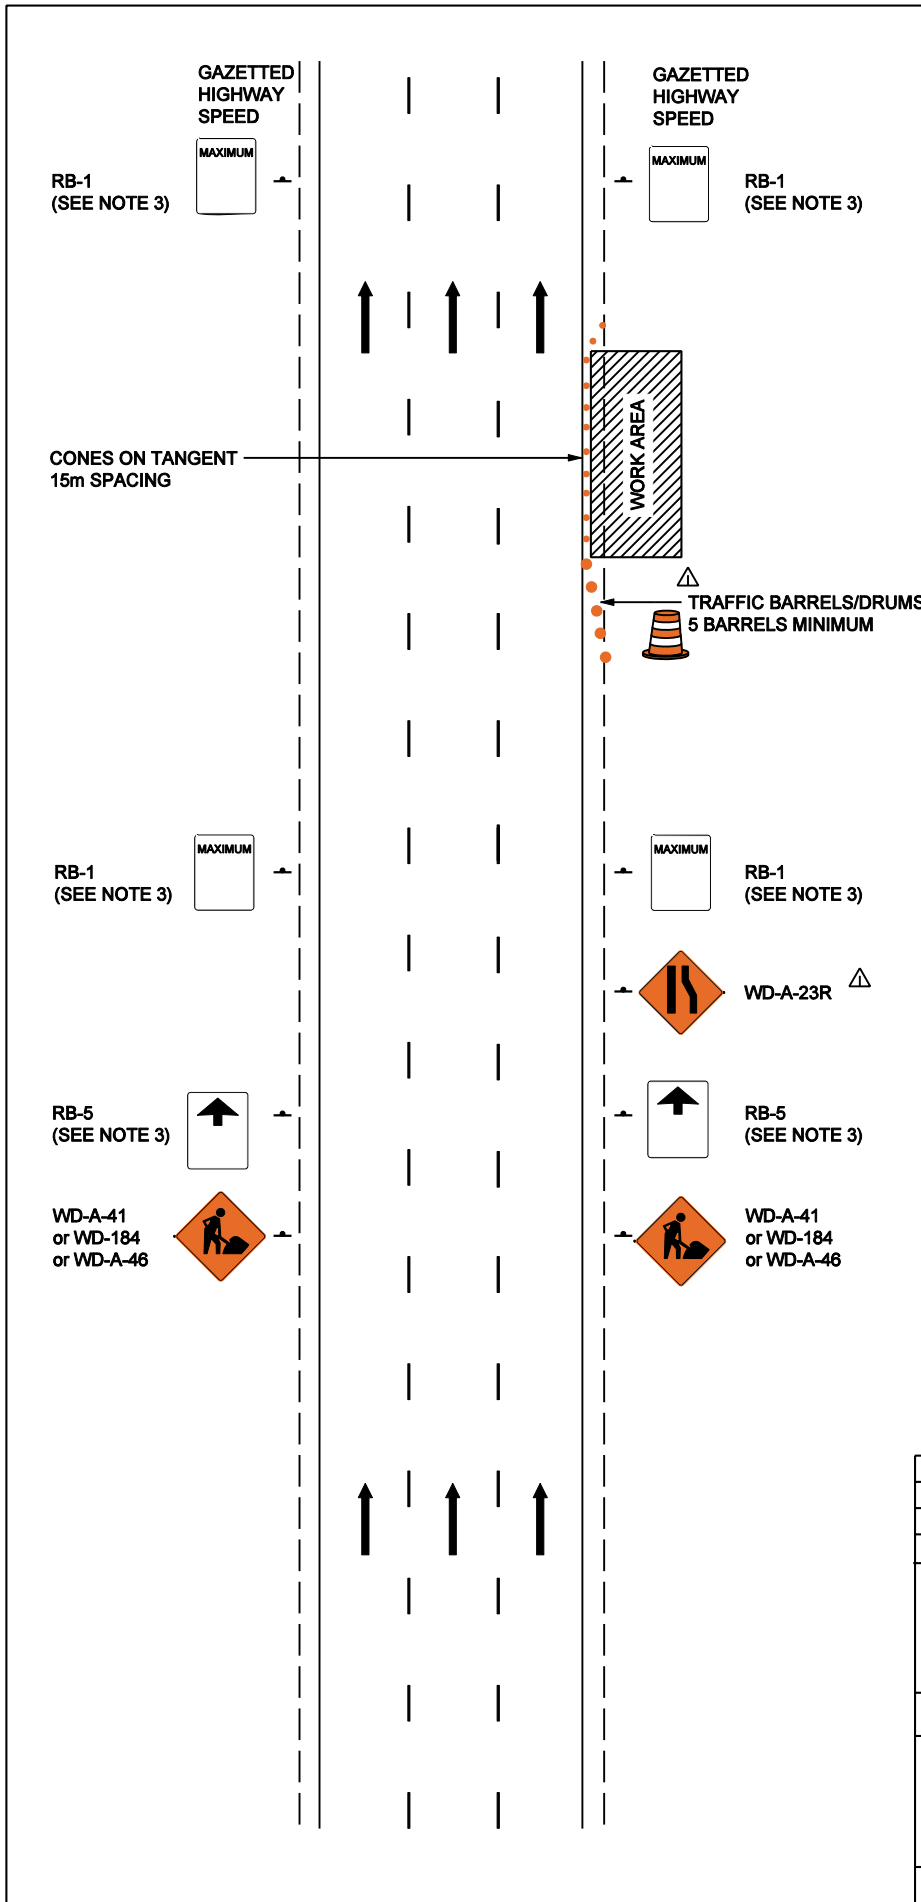 GAZETTED
HIGHWAY
SPEED
GAZETTED
HIGHWAY
SPEED
MAXIMUM
MAXIMUM
RB-1
(SEE NOTE 3)
RB-1
(SEE NOTE 3)
CONES ON TANGENT
15m SPACING
WORK AREA
1
TRAFFIC BARRELS/DRUMS
5 BARRELS MINIMUM
MAXIMUM
MAXIMUM
RB-1
(SEE NOTE 3)
RB-1
(SEE NOTE 3)
WD-A-23R
1
RB-5
(SEE NOTE 3)
RB-5
(SEE NOTE 3)
WD-A-41
or WD-184
or WD-A-46
WD-A-41
or WD-184
or WD-A-46